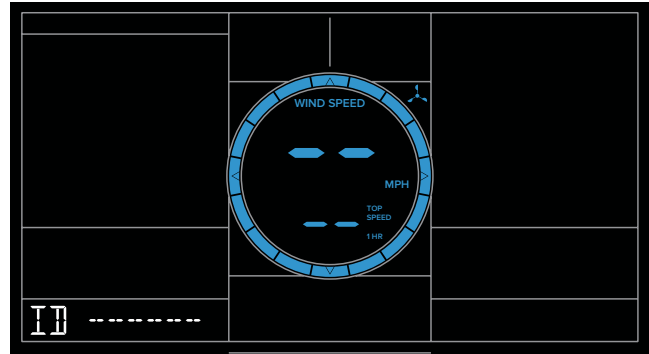 WIND SPEED
-- 
MPH
TOP
SPEED
--
1 HR
ID -------